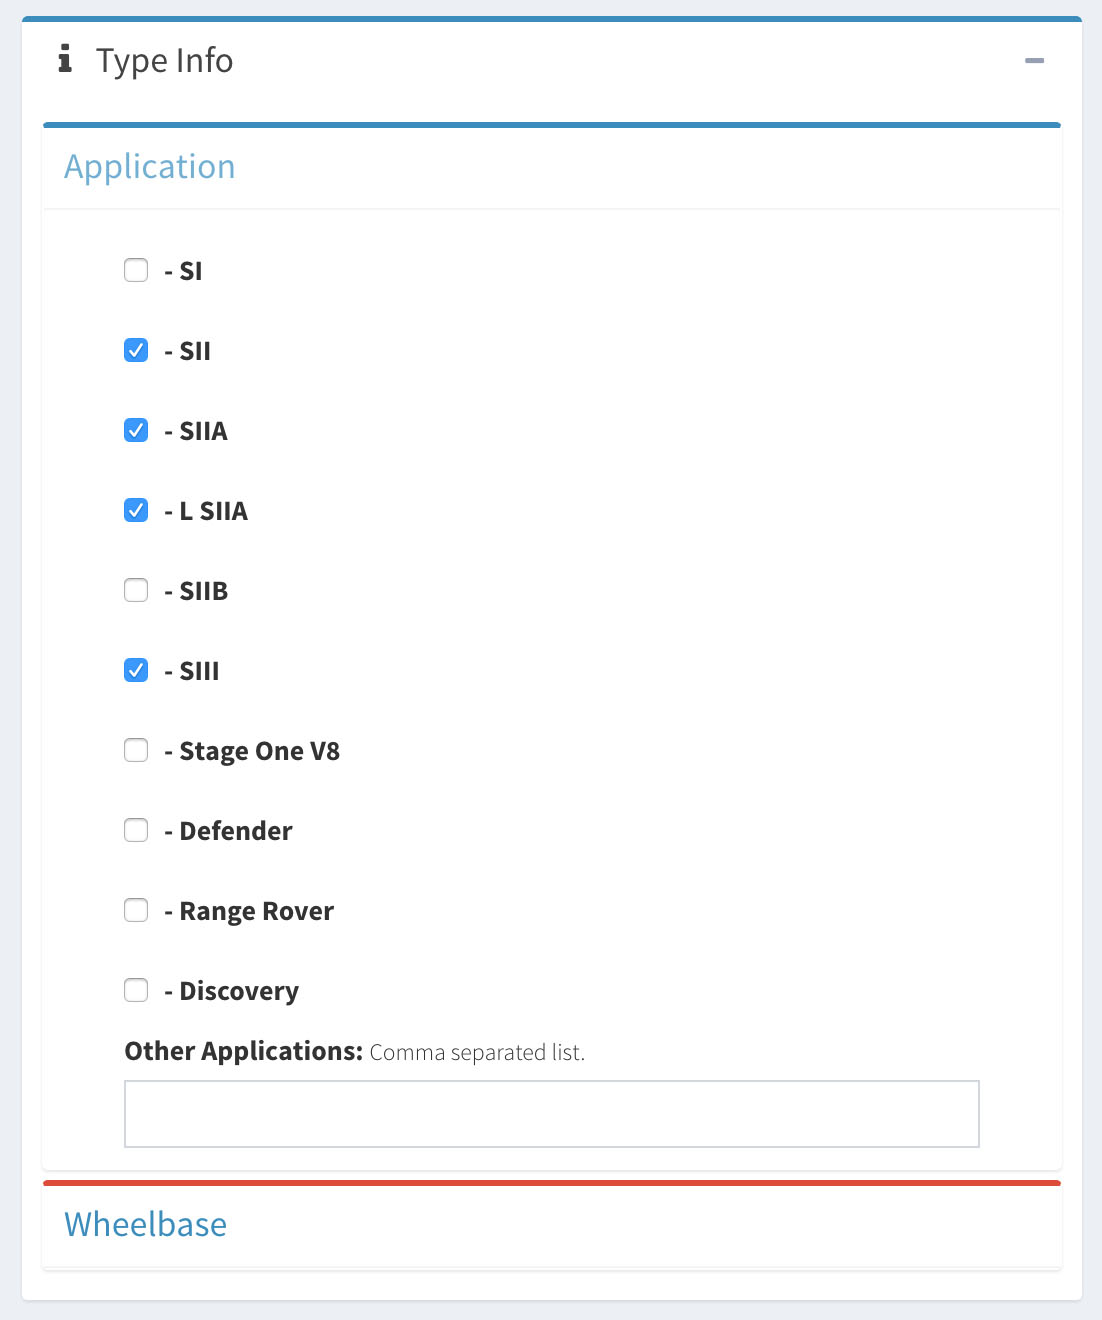 Type Info
Application
- SI
- SII
- SIIA
- L SIIA
- SIIB
- SIII
- Stage One V8
- Defender
- Range Rover
- Discovery
Other Applications: Comma separated list.
Wheelbase